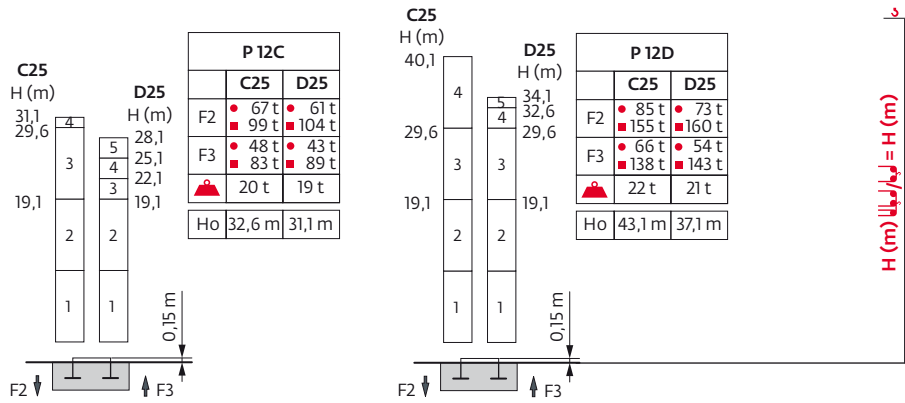 C25
H (m)
31,1
29,6
19,1
4
3
2
1
D25
H (m)
28,1
25,1
22,1
19,1
5
4
3
2
1
P 12C
C25 D25
F2 ● 67 t ● 61 t
■ 99 t ■ 104 t
F3 ● 48 t ● 43 t
■ 83 t ■ 89 t
20 t 19 t
Ho 32,6 m 31,1 m
0,15 m
F2 F3
C25
H (m)
40,1
29,6
19,1
4
3
2
1
D25
H (m)
34,1
32,6
29,6
19,1
5
4
3
2
1
P 12D
C25 D25
F2 ● 85 t ● 73 t
■ 155 t ■ 160 t
F3 ● 66 t ● 54 t
■ 138 t ■ 143 t
22 t 21 t
Ho 43,1 m 37,1 m
0,15 m
F2 F3
H (m) / = H (m)